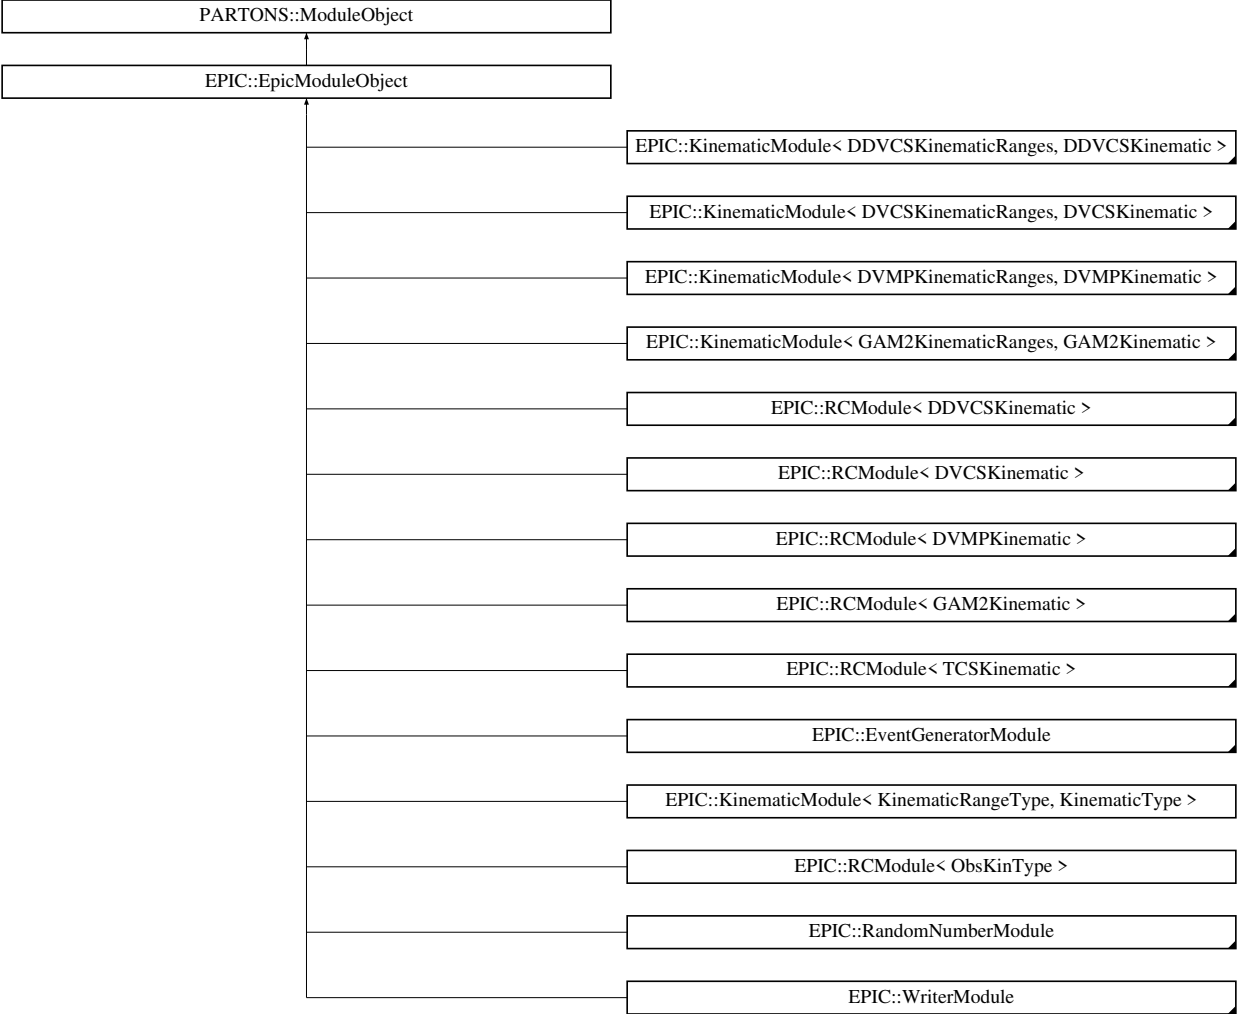 PARTONS::ModuleObject
EPIC::EpicModuleObject
EPIC::KinematicModule< DDVCSKinematicRanges, DDVCSKinematic >
EPIC::KinematicModule< DVCSKinematicRanges, DVCSKinematic >
EPIC::KinematicModule< DVMPKinematicRanges, DVMPKinematic >
EPIC::KinematicModule< GAM2KinematicRanges, GAM2Kinematic >
EPIC::RCModule< DDVCSKinematic >
EPIC::RCModule< DVCSKinematic >
EPIC::RCModule< DVMPKinematic >
EPIC::RCModule< GAM2Kinematic >
EPIC::RCModule< TCSKinematic >
EPIC::EventGeneratorModule
EPIC::KinematicModule< KinematicRangeType, KinematicType >
EPIC::RCModule< ObsKinType >
EPIC::RandomNumberModule
EPIC::WriterModule